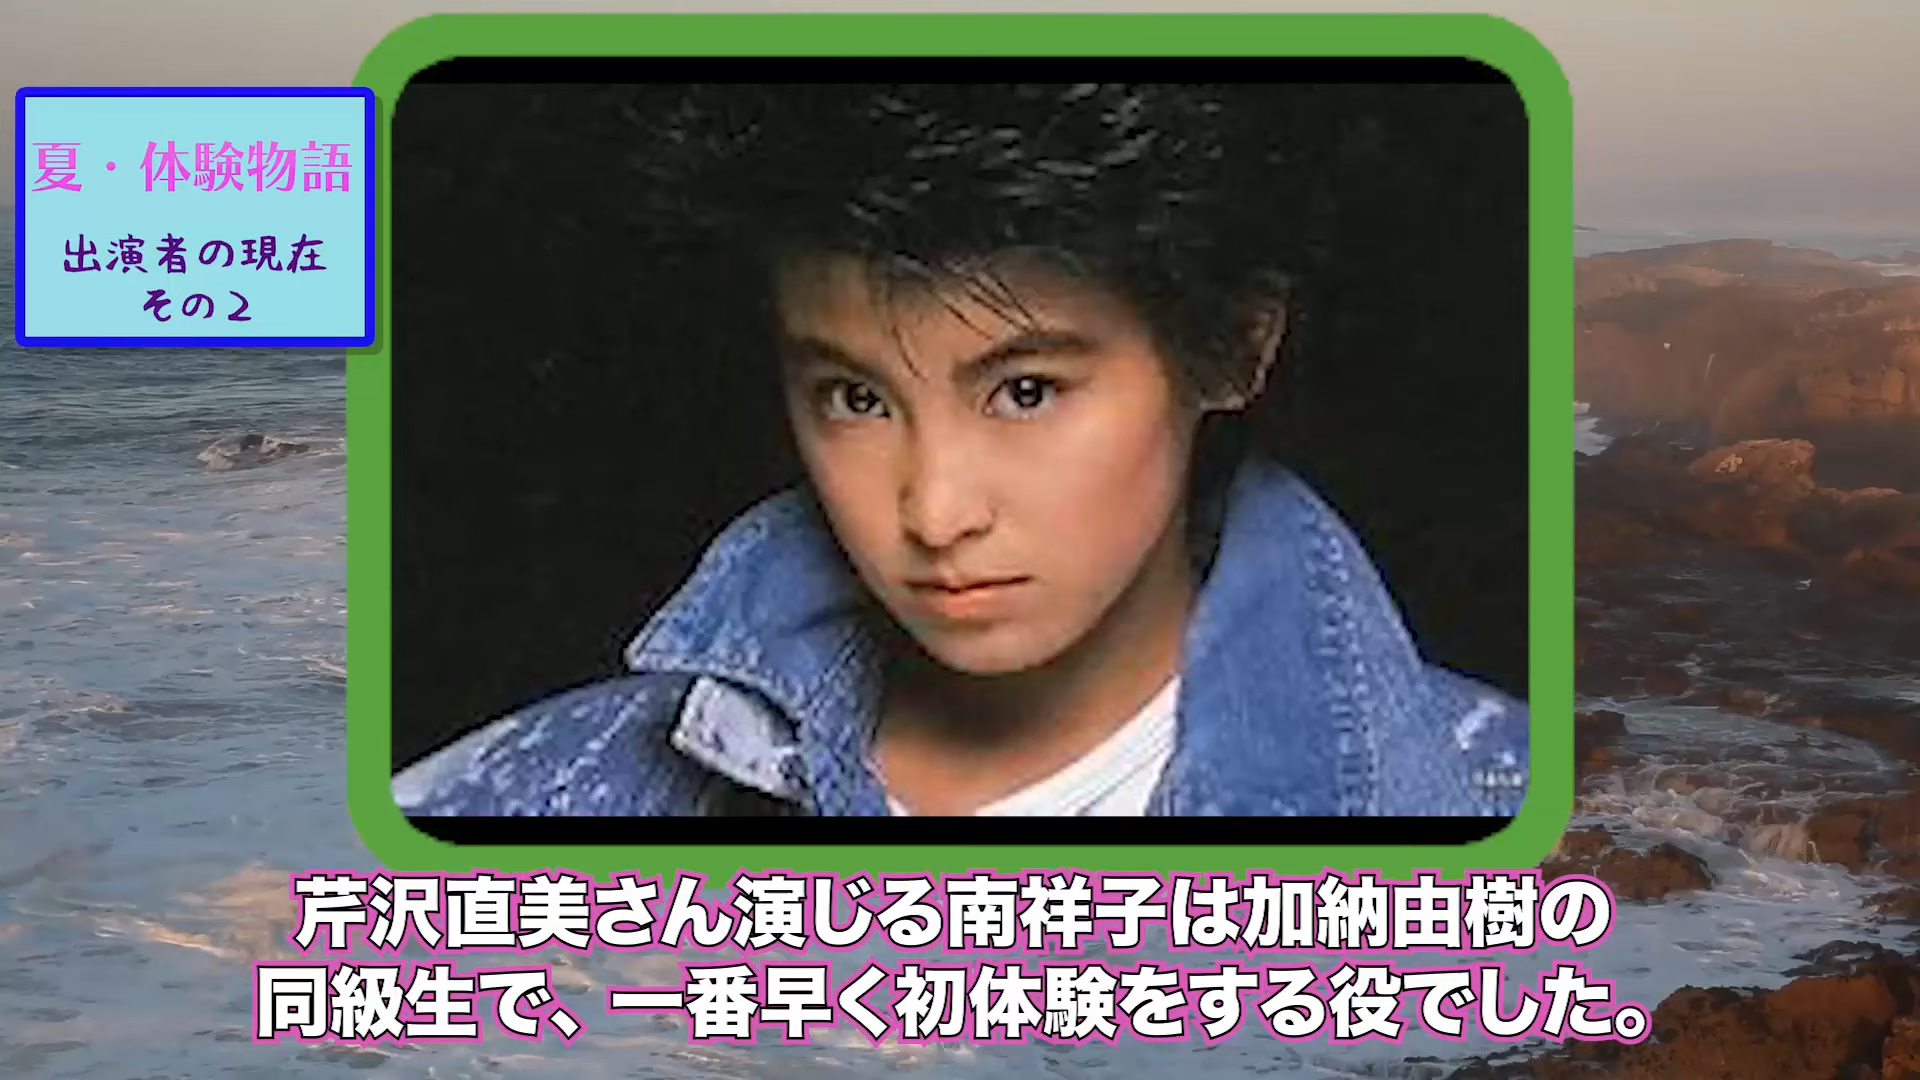 夏・体験物語
出演者の現在
その2
芹沢直美さん演じる南祥子は加納由樹の
同級生で、一番早く初体験をする役でした。